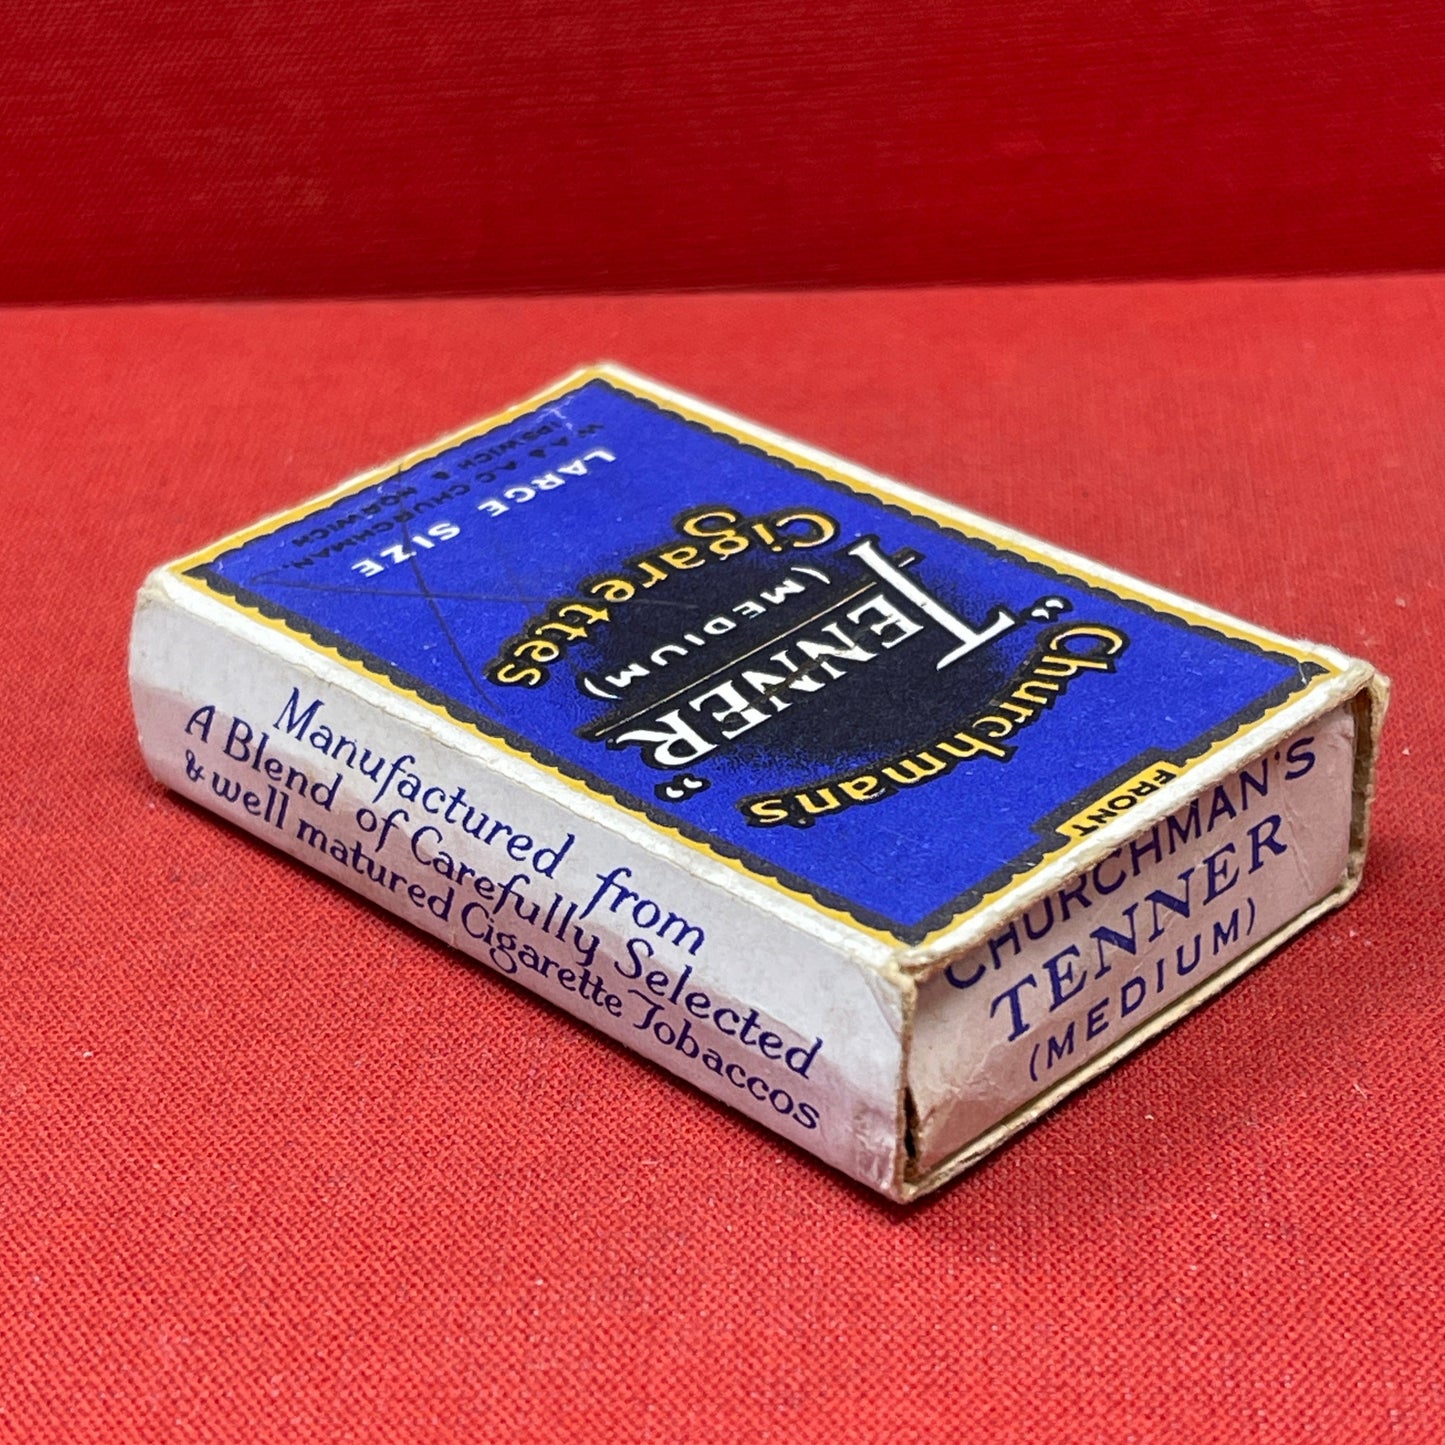 FRONT
Churchman's
"TENNER"
(MEDIUM)
Cigarettes
LARGE SIZE
W.A. & A.C. CHURCHMAN.
IPSWICH & NORWICH
Manufactured from
A Blend of Carefully Selected
& well matured Cigarette Tobaccos
CHURCHMAN'S
TENNER
(MEDIUM)